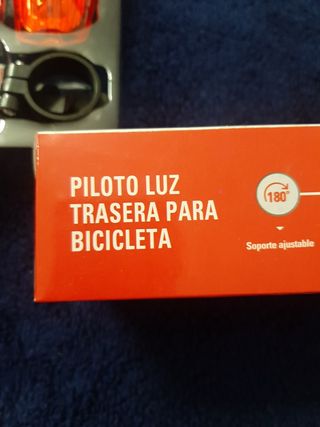 PILOTO LUZ
TRASERA PARA
BICICLETA
180°
Soporte ajustable